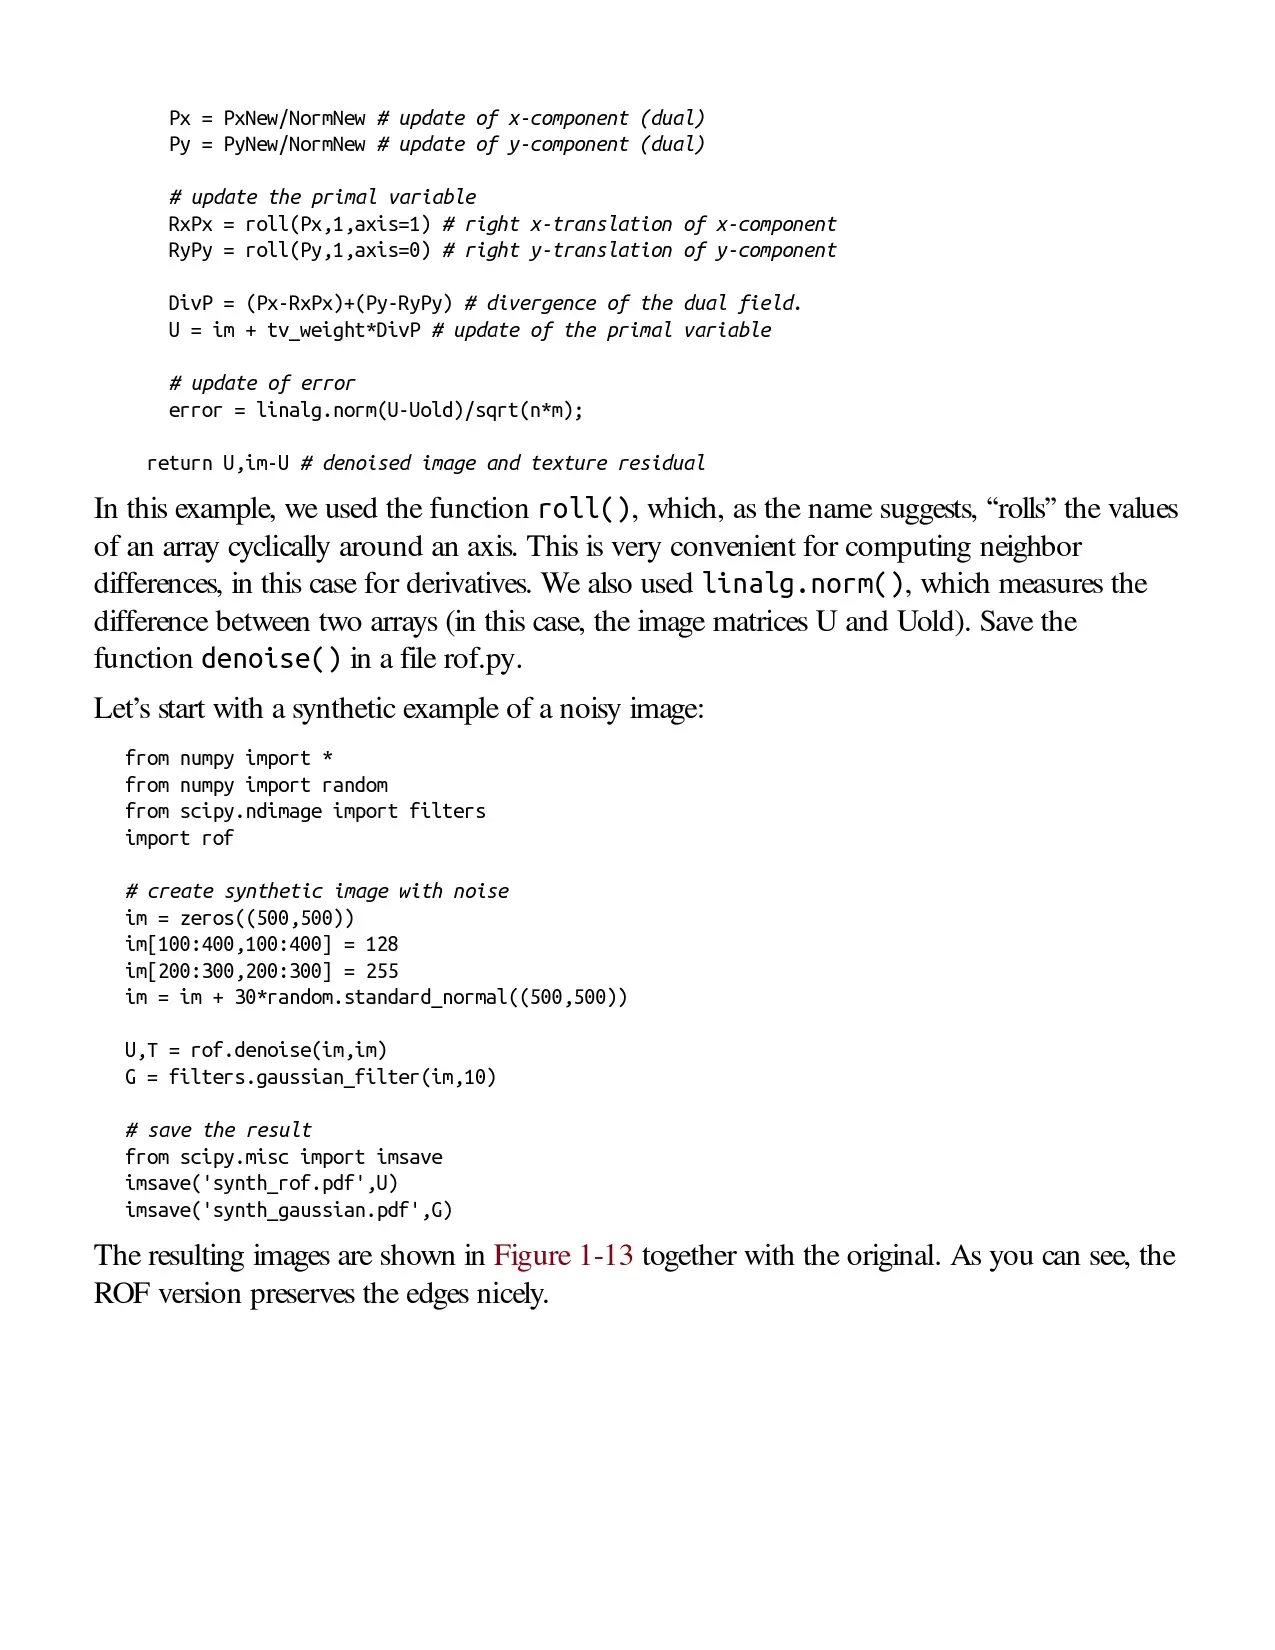 Px = PxNew/NormNew # update of x-component (dual)
Py = PyNew/NormNew # update of y-component (dual)
# update the primal variable
RxPx = roll(Px,1,axis=1) # right x-translation of x-component
RyPy = roll(Py,1,axis=0) # right y-translation of y-component
DivP = (Px-RxPx)+(Py-RyPy) # divergence of the dual field.
U = im + tv_weight*DivP # update of the primal variable
# update of error
error = linalg.norm(U-Uold)/sqrt(n*m);
return U,im-U # denoised image and texture residual
In this example, we used the function roll(), which, as the name suggests, “rolls” the values
of an array cyclically around an axis. This is very convenient for computing neighbor
differences, in this case for derivatives. We also used linalg.norm(), which measures the
difference between two arrays (in this case, the image matrices U and Uold). Save the
function denoise() in a file rof.py.
Let’s start with a synthetic example of a noisy image:
from numpy import *
from numpy import random
from scipy.ndimage import filters
import rof
# create synthetic image with noise
im = zeros((500,500))
im[100:400,100:400] = 128
im[200:300,200:300] = 255
im = im + 30*random.standard_normal((500,500))
U,T = rof.denoise(im,im)
G = filters.gaussian_filter(im,10)
# save the result
from scipy.misc import imsave
imsave('synth_rof.pdf',U)
imsave('synth_gaussian.pdf',G)
The resulting images are shown in Figure 1-13 together with the original. As you can see, the
ROF version preserves the edges nicely.